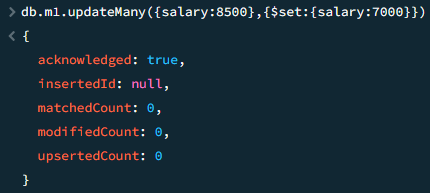 > db.m1.updateMany({salary:8500},{$set:{salary:7000}})
< {
acknowledged: true,
insertedId: null,
matchedCount: 0,
modifiedCount: 0,
upsertedCount: 0
}